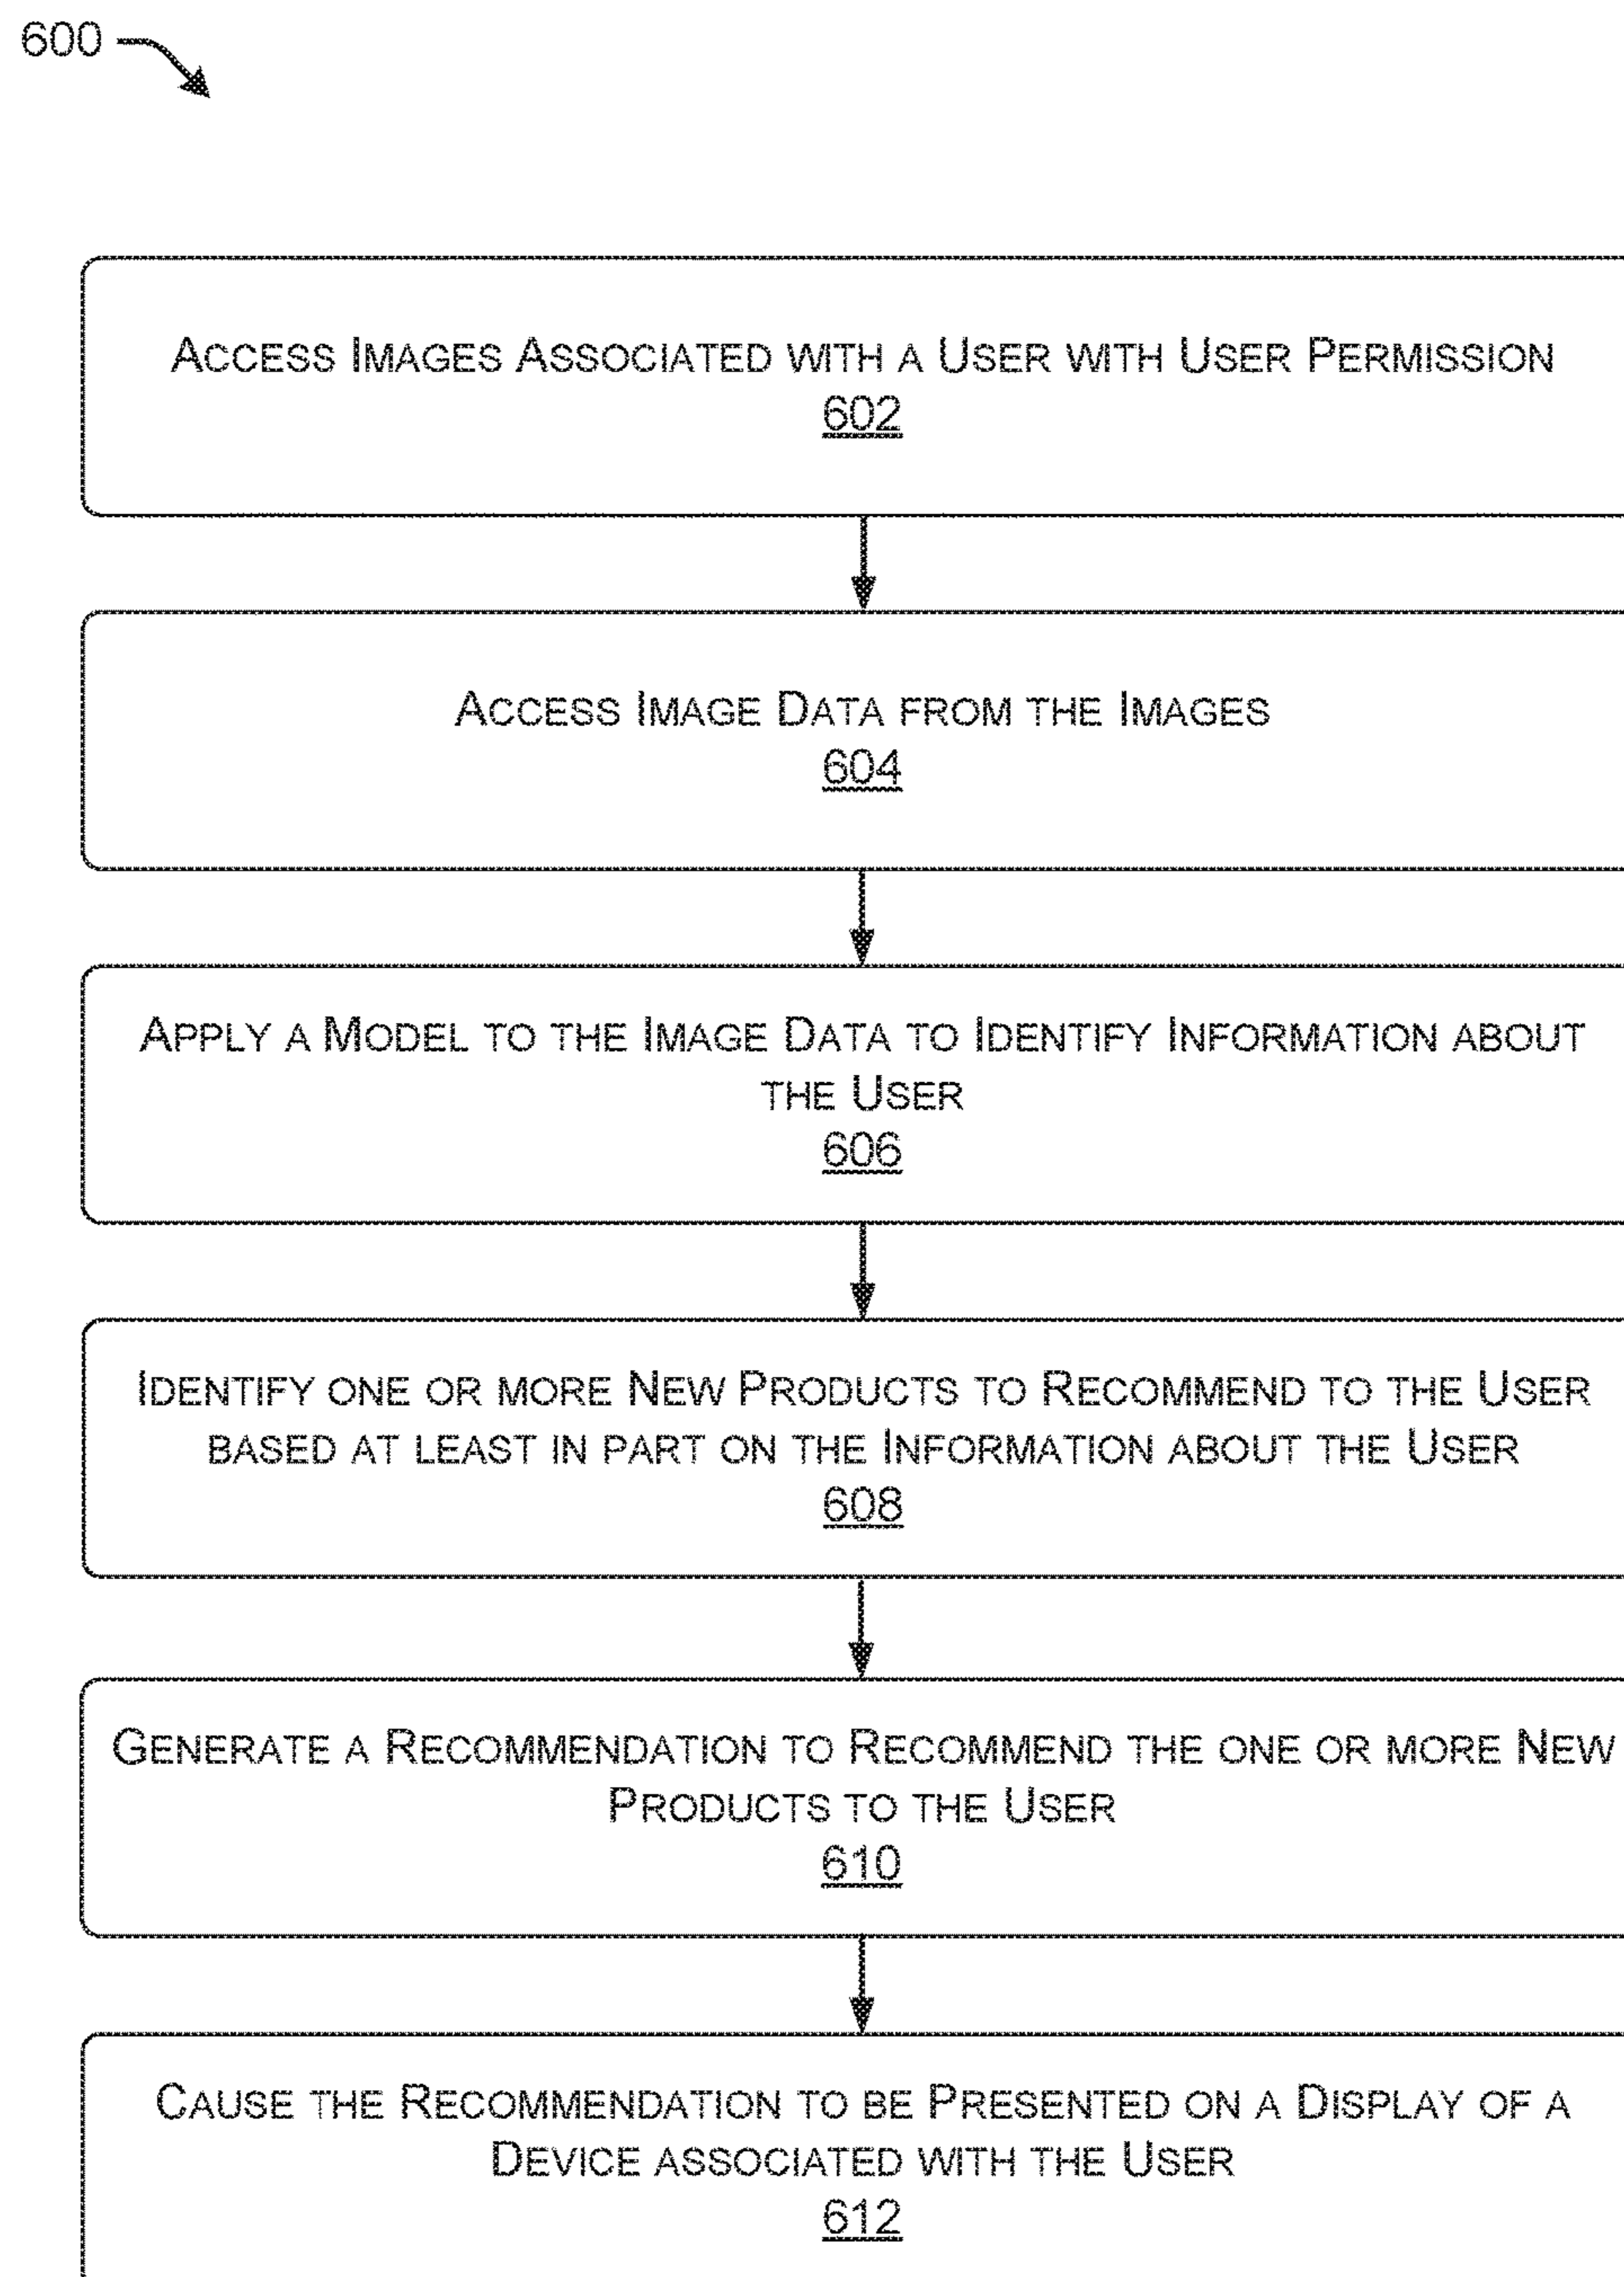 600
Access Images Associated with a User with User Permission
602
Access Image Data from the Images
604
Apply a Model to the Image Data to Identify Information about
the User
606
Identify one or more New Products to Recommend to the User
based at least in part on the Information about the User
608
Generate a Recommendation to Recommend the one or more New
Products to the User
610
Cause the Recommendation to be Presented on a Display of a
Device associated with the User
612